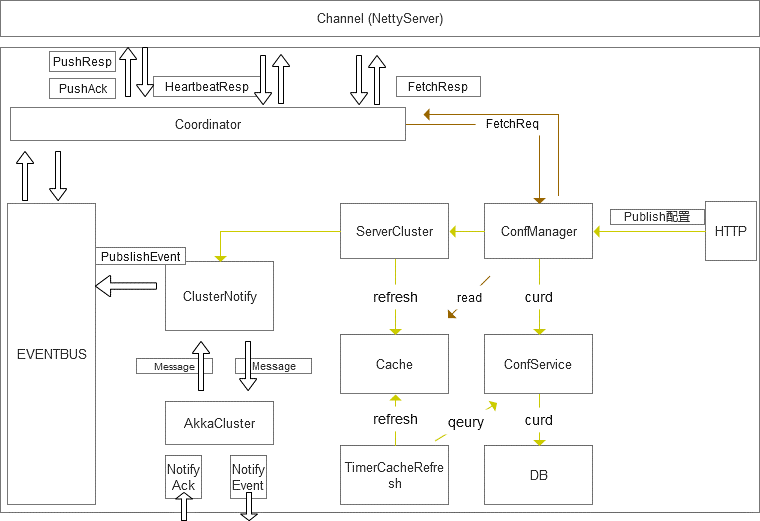 Channel (NettyServer)
PushResp
PushAck
HeartbeatResp
FetchResp
Coordinator
FetchReq
Publish配置
ServerCluster
ConfManager
HTTP
PubslishEvent
ClusterNotify
refresh
read
curd
EVENTBUS
Message
Message
Cache
ConfService
AkkaCluster
refresh
qeury
curd
Notify
Ack
Notify
Event
TimerCacheRefre
sh
DB